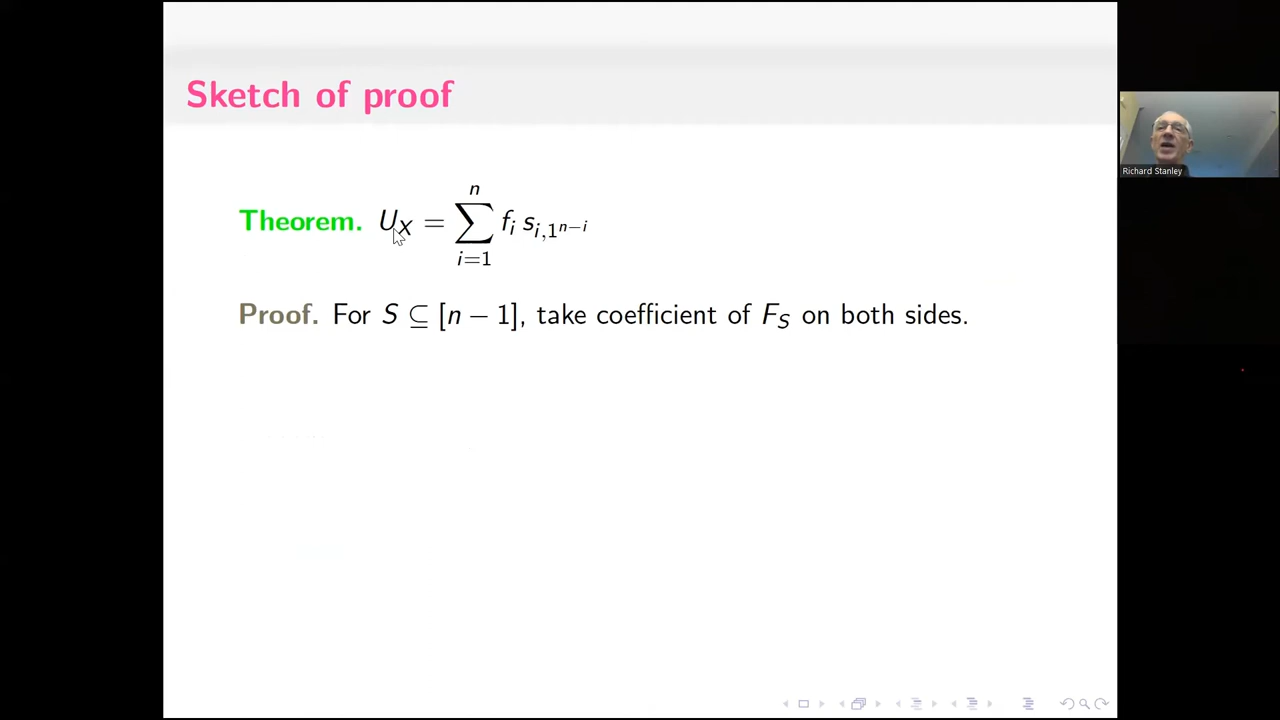 Sketch of proof
Theorem. U_X = \sum_{i=1}^{n} f_i s_{i,1^{n-i}}
Proof. For S ⊆ [n − 1], take coefficient of F_S on both sides.
Richard Stanley